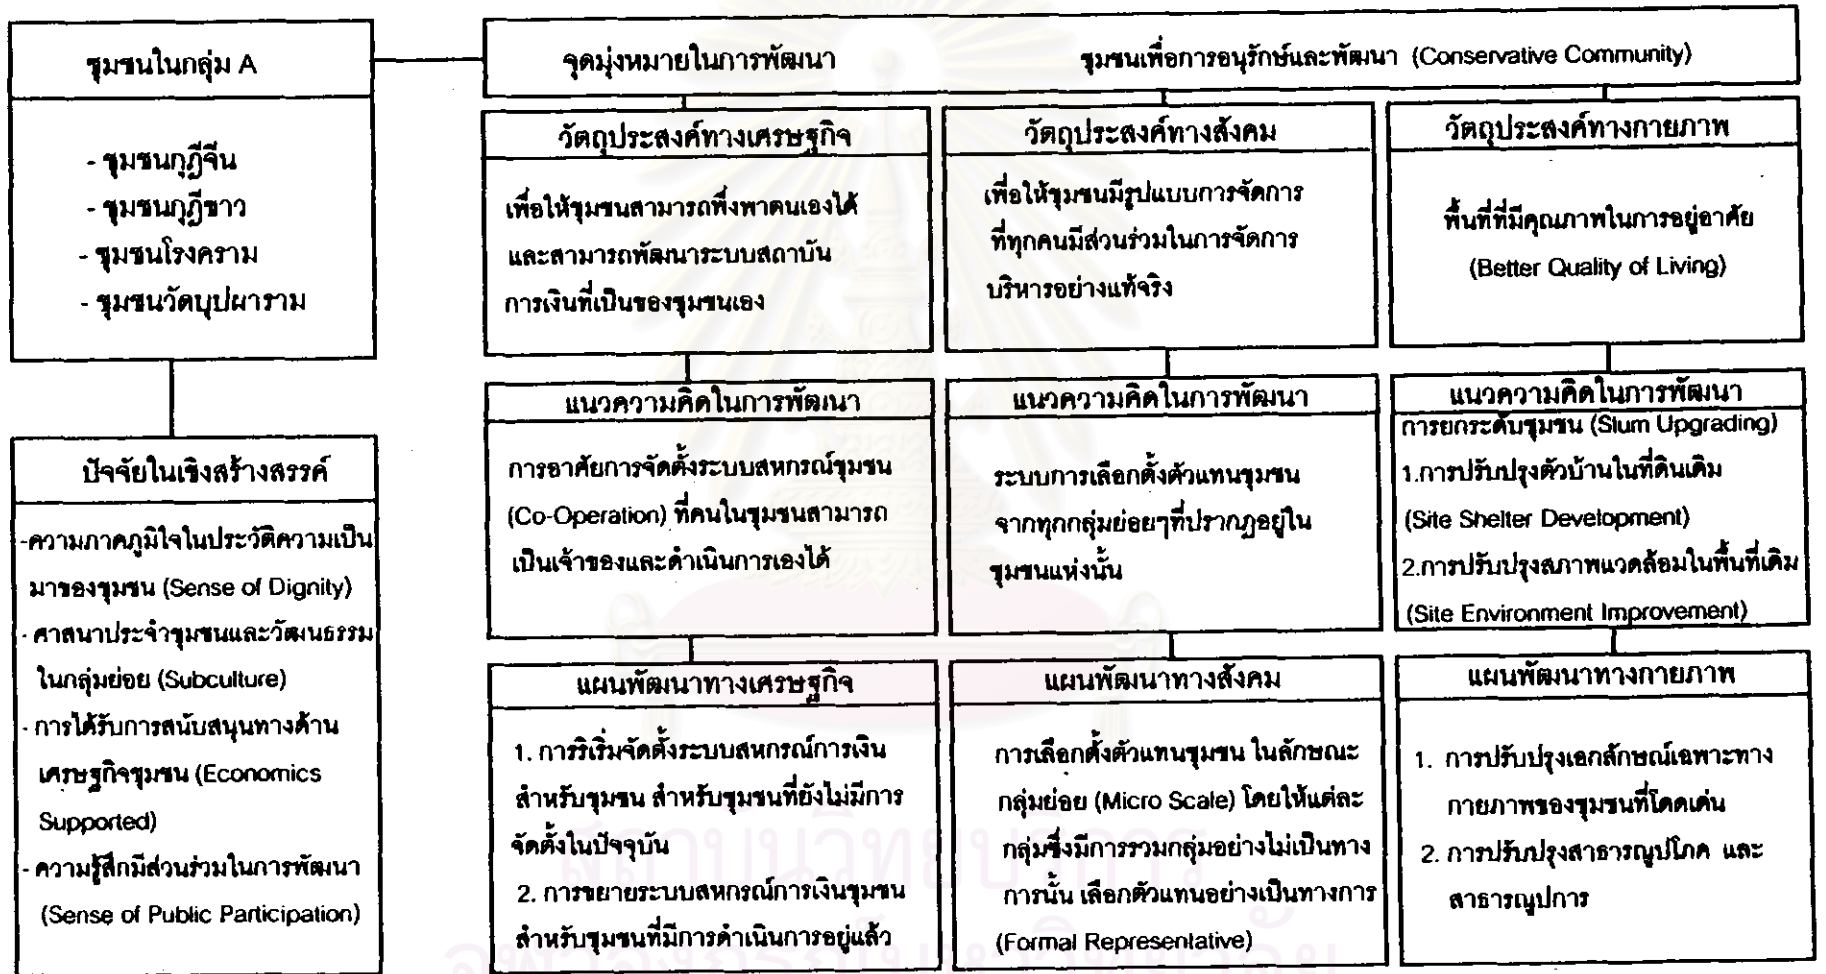 ชุมชนในกลุ่ม A
- ชุมชนกุฎีจีน
- ชุมชนกุฎีขาว
- ชุมชนโรงคราม
- ชุมชนวัดบุปผาราม
ปัจจัยในเชิงสร้างสรรค์
-ความภาคภูมิใจในประวัติความเป็น
มาของชุมชน (Sense of Dignity)
- ศาสนาประจำชุมชนและวัฒนธรรม
ในกลุ่มย่อย (Subculture)
- การได้รับการสนับสนุนทางด้าน
เศรษฐกิจชุมชน (Economics
Supported)
- ความรู้สึกมีส่วนร่วมในการพัฒนา
(Sense of Public Participation)
จุดมุ่งหมายในการพัฒนา ชุมชนเพื่อการอนุรักษ์และพัฒนา (Conservative Community)
วัตถุประสงค์ทางเศรษฐกิจ
เพื่อให้ชุมชนสามารถพึ่งพาตนเองได้
และสามารถพัฒนาระบบสถาบัน
การเงินที่เป็นของชุมชนเอง
แนวความคิดในการพัฒนา
การอาศัยการจัดตั้งระบบสหกรณ์ชุมชน
(Co-Operation) ที่คนในชุมชนสามารถ
เป็นเจ้าของและดำเนินการเองได้
แผนพัฒนาทางเศรษฐกิจ
1. การริเริ่มจัดตั้งระบบสหกรณ์การเงิน
สำหรับชุมชน สำหรับชุมชนที่ยังไม่มีการ
จัดตั้งในปัจจุบัน
2. การขยายระบบสหกรณ์การเงินชุมชน
สำหรับชุมชนที่มีการดำเนินการอยู่แล้ว
วัตถุประสงค์ทางสังคม
เพื่อให้ชุมชนมีรูปแบบการจัดการ
ที่ทุกคนมีส่วนร่วมในการจัดการ
บริหารอย่างแท้จริง
แนวความคิดในการพัฒนา
ระบบการเลือกตั้งตัวแทนชุมชน
จากทุกกลุ่มย่อยๆที่ปรากฏอยู่ใน
ชุมชนแห่งนั้น
แผนพัฒนาทางสังคม
การเลือกตั้งตัวแทนชุมชน ในลักษณะ
กลุ่มย่อย (Micro Scale) โดยให้แต่ละ
กลุ่มซึ่งมีการรวมกลุ่มอย่างไม่เป็นทาง
การนั้น เลือกตัวแทนอย่างเป็นทางการ
(Formal Representative)
วัตถุประสงค์ทางกายภาพ
พื้นที่ที่มีคุณภาพในการอยู่อาศัย
(Better Quality of Living)
แนวความคิดในการพัฒนา
การยกระดับชุมชน (Slum Upgrading)
1.การปรับปรุงตัวบ้านในที่ดินเดิม
(Site Shelter Development)
2.การปรับปรุงสภาพแวดล้อมในพื้นที่เดิม
(Site Environment Improvement)
แผนพัฒนาทางกายภาพ
1. การปรับปรุงเอกลักษณ์เฉพาะทาง
กายภาพของชุมชนที่โดดเด่น
2. การปรับปรุงสาธารณูปโภค และ
สาธารณูปการ
สถาบันวิทยบริการ
จุฬาลงกรณ์มหาวิทยาลัย